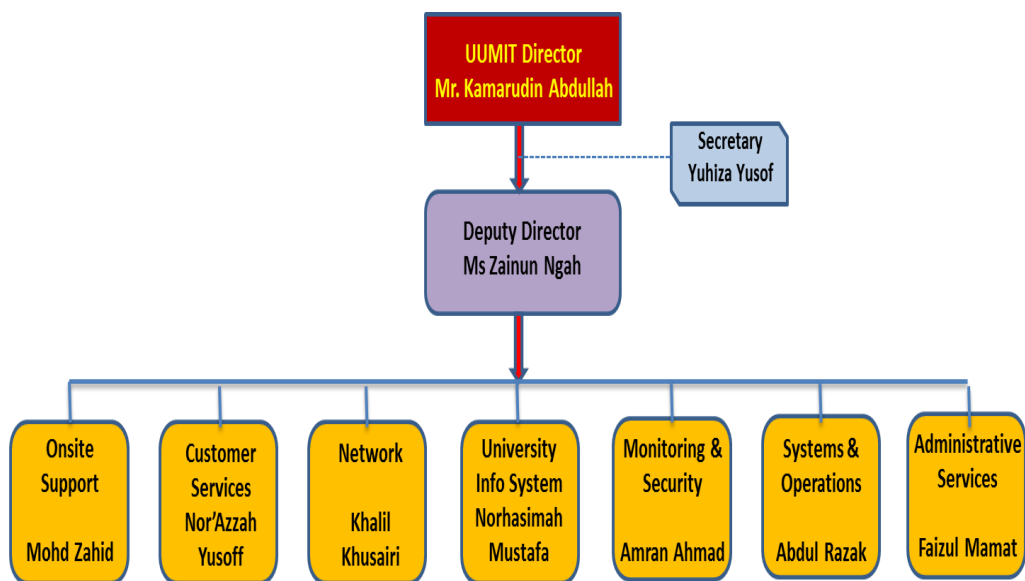 UUMIT Director
Mr. Kamarudin Abdullah
Secretary
Yuhiza Yusof
Deputy Director
Ms Zainun Ngah
Onsite
Support
Mohd Zahid
Customer
Services
Nor’Azzah
Yusoff
Network
Khalil
Khusairi
University
Info System
Norhasimah
Mustafa
Monitoring &
Security
Amran Ahmad
Systems &
Operations
Abdul Razak
Administrative
Services
Faizul Mamat